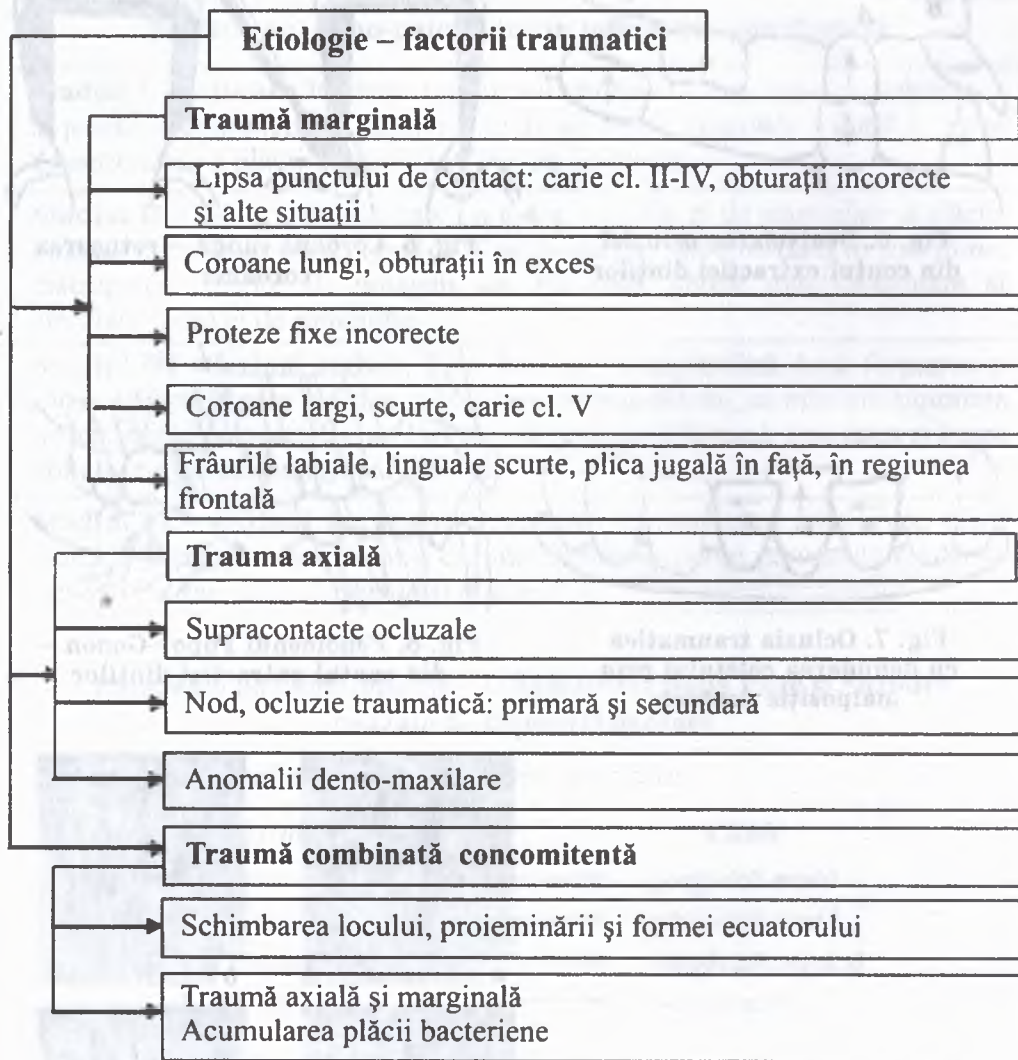 Etiologie – factorii traumatici
Traumă marginală
Lipsa punctului de contact: carie cl. II-IV, obturații incorecte
și alte situații
Coroane lungi, obturații în exces
Proteze fixe incorecte
Coroane largi, scurte, carie cl. V
Frâurile labiale, linguale scurte, plica jugală în față, în regiunea
frontală
Trauma axială
Supracontacte ocluzale
Nod, ocluzie traumatică: primară și secundară
Anomalii dento-maxilare
Traumă combinată concomitentă
Schimbarea locului, proieminării și formei ecuatorului
Traumă axială și marginală
Acumularea plăcii bacteriene